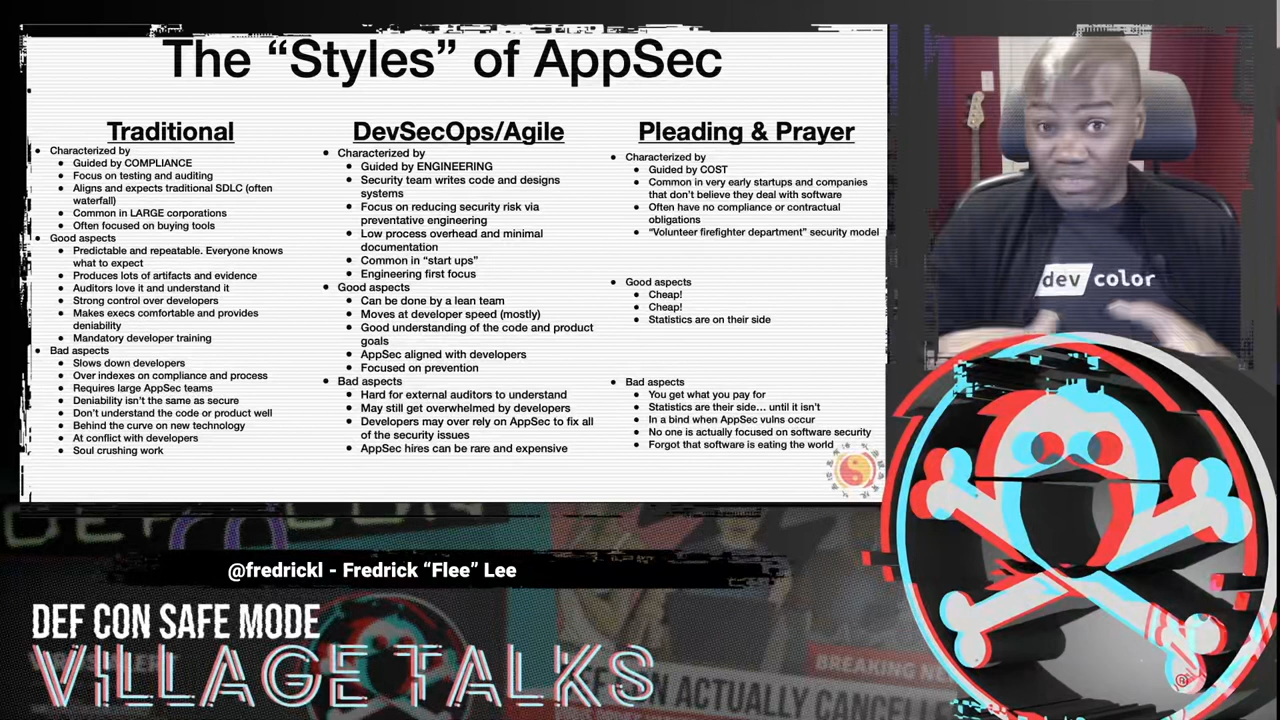 The “Styles” of AppSec
Traditional
Characterized by
Guided by COMPLIANCE
Focus on testing and auditing
Aligns and expects traditional SDLC (often
waterfall)
Common in LARGE corporations
Often focused on buying tools
Good aspects
Predictable and repeatable. Everyone knows
what to expect
Produces lots of artifacts and evidence
Auditors love it and understand it
Strong control over developers
Makes execs comfortable and provides
deniability
Mandatory developer training
Bad aspects
Slows down developers
Over indexes on compliance and process
Requires large AppSec teams
Deniability isn’t the same as secure
Don’t understand the code or product well
Behind the curve on new technology
At conflict with developers
Soul crushing work
DevSecOps/Agile
Characterized by
Guided by ENGINEERING
Security team writes code and designs
systems
Focus on reducing security risk via
preventative engineering
Low process overhead and minimal
documentation
Common in “start ups”
Engineering first focus
Good aspects
Can be done by a lean team
Moves at developer speed (mostly)
Good understanding of the code and product
goals
AppSec aligned with developers
Focused on prevention
Bad aspects
Hard for external auditors to understand
May still get overwhelmed by developers
Developers may over rely on AppSec to fix all
of the security issues
AppSec hires can be rare and expensive
Pleading & Prayer
Characterized by
Guided by COST
Common in very early startups and companies
that don’t believe they deal with software
Often have no compliance or contractual
obligations
“Volunteer firefighter department” security model
Good aspects
Cheap!
Cheap!
Statistics are on their side
Bad aspects
You get what you pay for
Statistics are their side… until it isn’t
In a bind when AppSec vulns occur
No one is actually focused on software security
Forgot that software is eating the world
dev color
@fredrickl - Fredrick “Flee” Lee
DEF CON SAFE MODE
VILLAGE TALKS
DEF CON
BREAKING NE
CON ACTUALLY CANCELLE
®